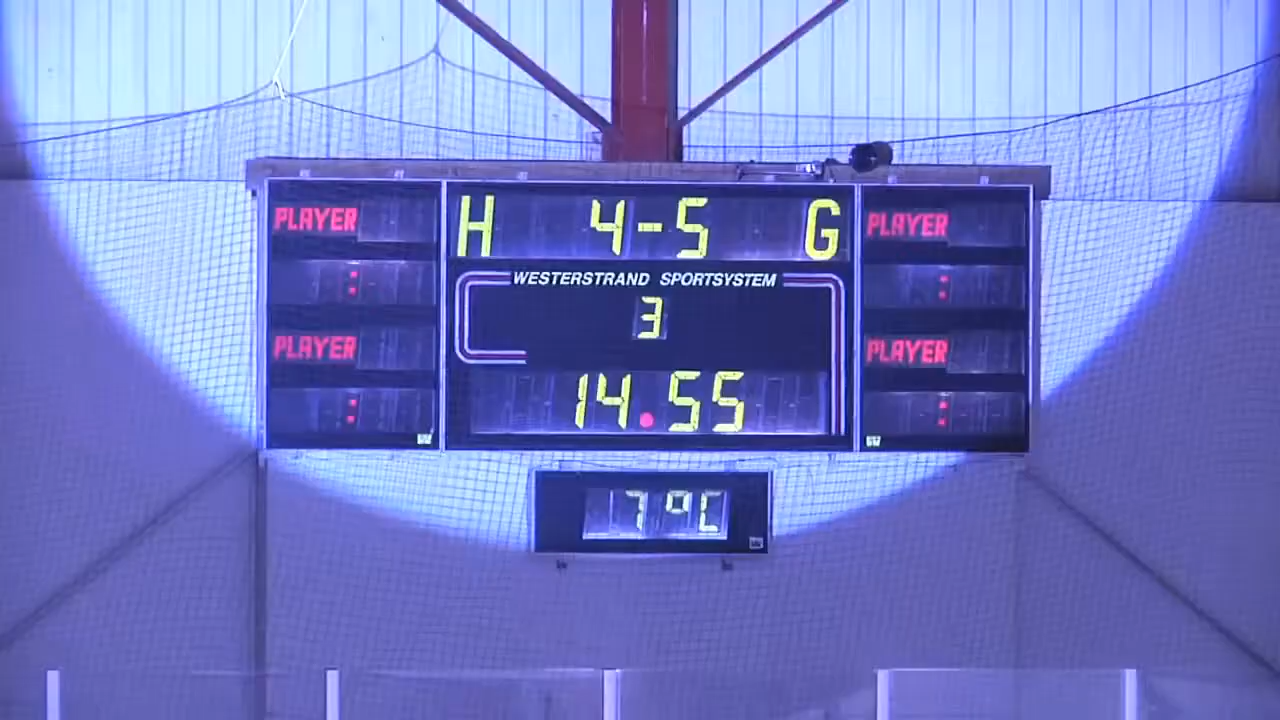 PLAYER
H 4-5 G
PLAYER
:
WESTERSTRAND SPORTSYSTEM
:
3
PLAYER
PLAYER
:
14.55
:
7°C